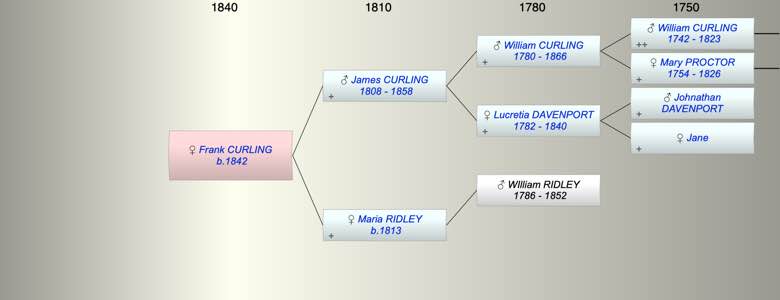 1840 1810 1780 1750
♂ William CURLING
1742 - 1823
++
♂ William CURLING
1780 - 1866
+
♀ Mary PROCTOR
1754 - 1826
+
♂ James CURLING
1808 - 1858
+
♂ Johnathan
DAVENPORT
+
♀ Lucretia DAVENPORT
1782 - 1840
+
♀ Jane
+
♀ Frank CURLING
b.1842
♂ WIlliam RIDLEY
1786 - 1852
♀ Maria RIDLEY
b.1813
+